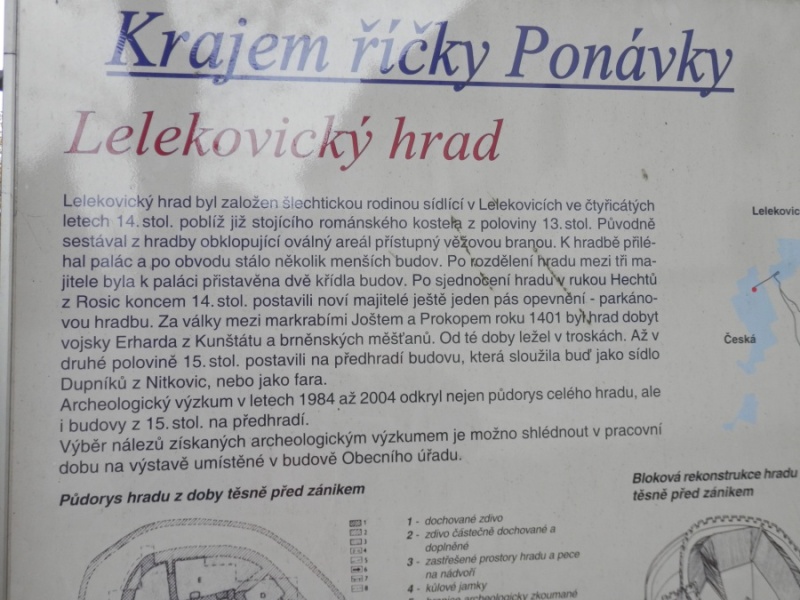 Krajem říčky Ponávky
Lelekovický hrad
Lelekovický hrad byl založen šlechtickou rodinou sídlící v Lelekovicích ve čtyřicátých
letech 14. stol. poblíž již stojícího románského kostela z poloviny 13. stol. Původně
sestával z hradby obklopující oválný areál přístupný věžovou branou. K hradbě přilé-
hal palác a po obvodu stálo několik menších budov. Po rozdělení hradu mezi tři ma-
jitele byla k paláci přistavěna dvě křídla budov. Po sjednocení hradu v rukou Hechtů
z Rosic koncem 14. stol. postavili noví majitelé ještě jeden pás opevnění - parkáno-
vou hradbu. Za války mezi markrabími Joštem a Prokopem roku 1401 byl hrad dobyt
vojsky Erharda z Kunštátu a brněnských měšťanů. Od té doby ležel v troskách. Až v
druhé polovině 15. stol. postavili na předhradí budovu, která sloužila buď jako sídlo
Dupníků z Nitkovic, nebo jako fara.
Archeologický výzkum v letech 1984 až 2004 odkryl nejen půdorys celého hradu, ale
i budovy z 15. stol. na předhradí.
Výběr nálezů získaných archeologickým výzkumem je možno shlédnout v pracovní
dobu na výstavě umístěné v budově Obecního úřadu.
Lelekovic
Česká
Půdorys hradu z doby těsně před zánikem
1 - dochované zdivo
2 - zdivo částečně dochované a
doplněné
3 - zastřešené prostory hradu a pece
na nádvoří
4 - kůlové jamky
archeologicky zkoumané
Bloková rekonstrukce hradu
těsně před zánikem